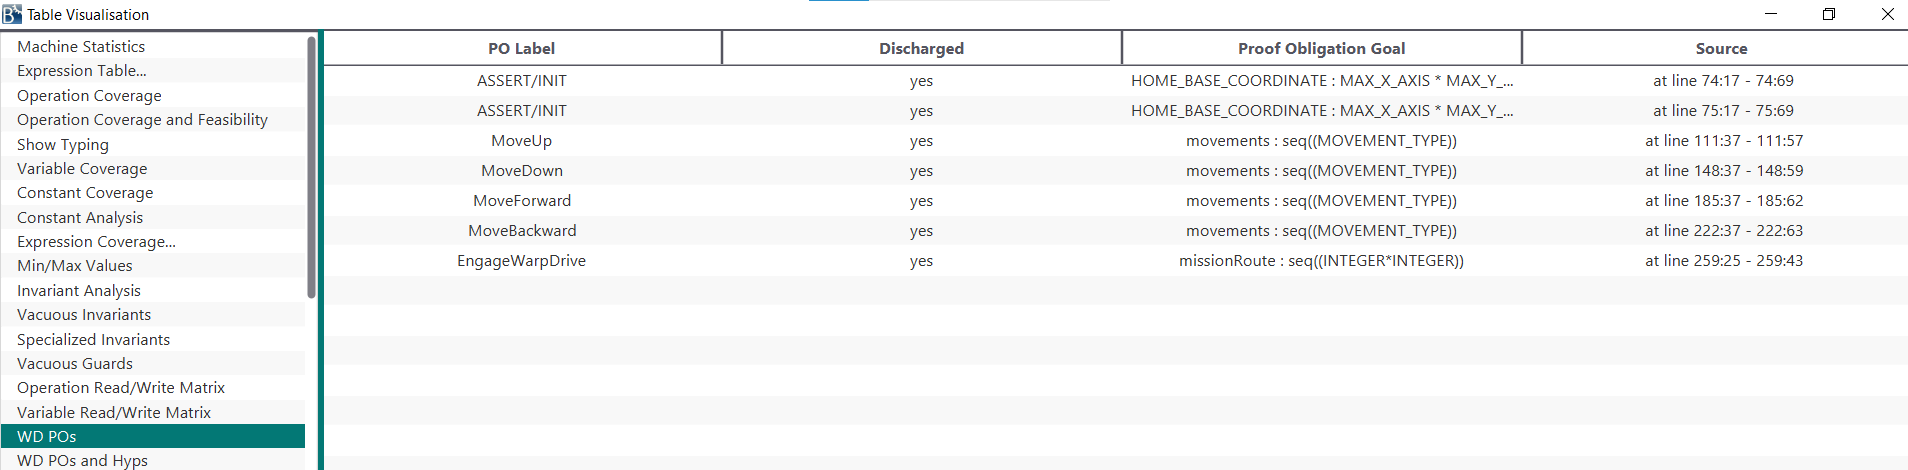 Table Visualisation
Machine Statistics
Expression Table...
Operation Coverage
Operation Coverage and Feasibility
Show Typing
Variable Coverage
Constant Coverage
Constant Analysis
Expression Coverage...
Min/Max Values
Invariant Analysis
Vacuous Invariants
Specialized Invariants
Vacuous Guards
Operation Read/Write Matrix
Variable Read/Write Matrix
WD POs
WD POs and Hyps
PO Label Discharged Proof Obligation Goal Source
ASSERT/INIT yes HOME_BASE_COORDINATE : MAX_X_AXIS * MAX_Y_... at line 74:17 - 74:69
ASSERT/INIT yes HOME_BASE_COORDINATE : MAX_X_AXIS * MAX_Y_... at line 75:17 - 75:69
MoveUp yes movements : seq((MOVEMENT_TYPE)) at line 111:37 - 111:57
MoveDown yes movements : seq((MOVEMENT_TYPE)) at line 148:37 - 148:59
MoveForward yes movements : seq((MOVEMENT_TYPE)) at line 185:37 - 185:62
MoveBackward yes movements : seq((MOVEMENT_TYPE)) at line 222:37 - 222:63
EngageWarpDrive yes missionRoute : seq((INTEGER*INTEGER)) at line 259:25 - 259:43